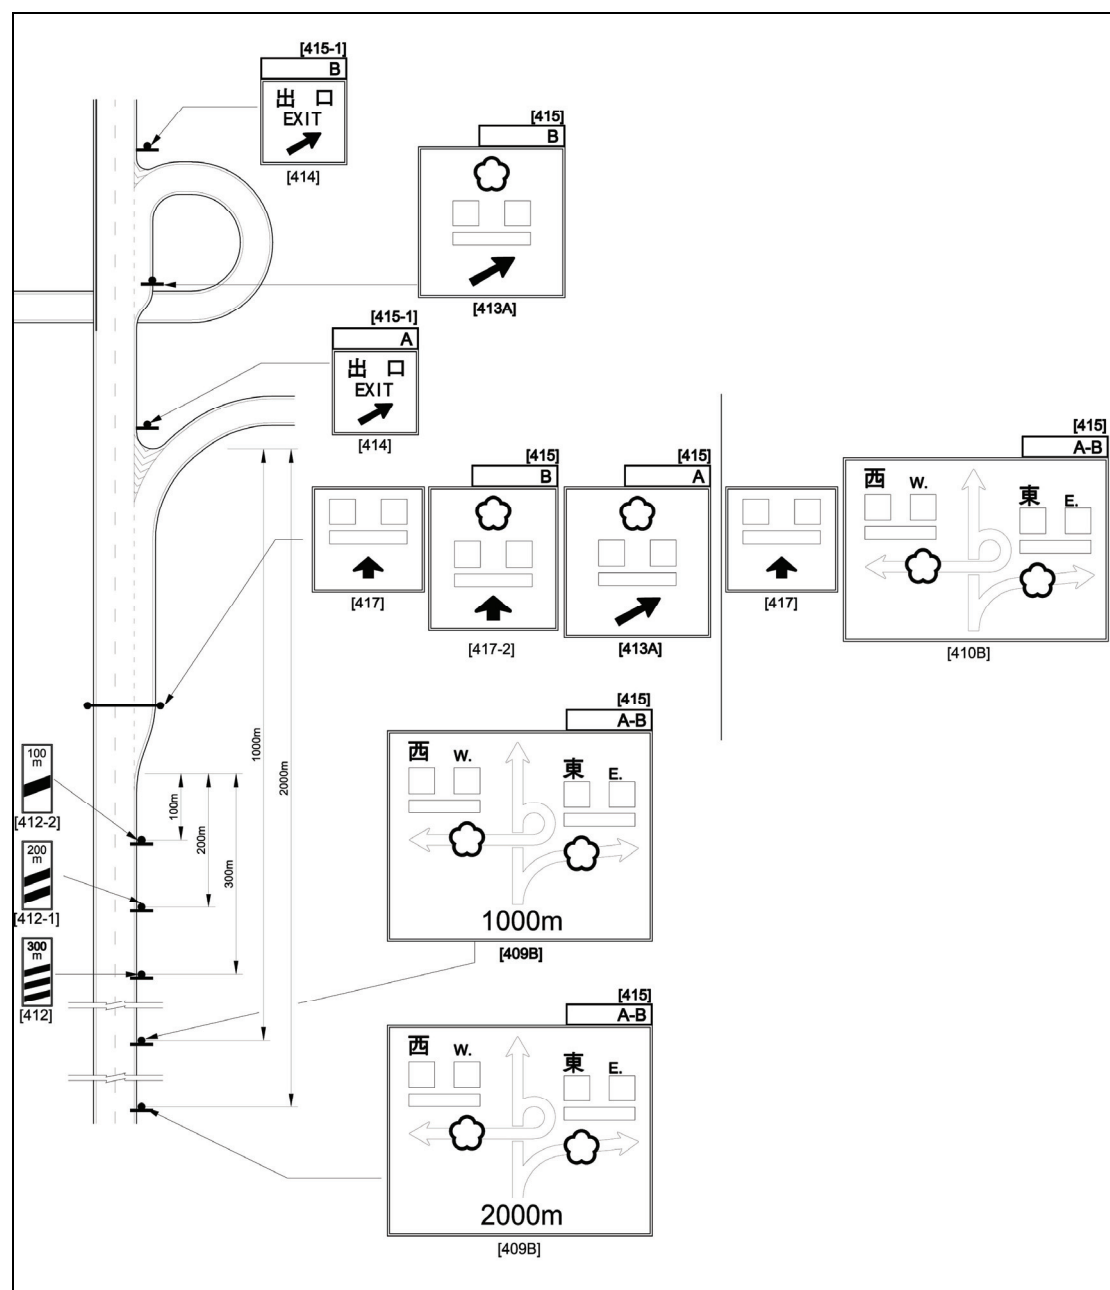 [415-1]
B
出 口
EXIT
[414]
[415]
B
[413A]
[415-1]
A
出 口
EXIT
[414]
[415]
A-B
西 W.
東 E.
[410B]
[415]
B
[415]
A
[417]
[417-2]
[413A]
[417]
1000m
2000m
[415]
A-B
西 W.
東 E.
1000m
[409B]
100
m
[412-2]
100m
200m
300m
200
m
[412-1]
300
m
[412]
[415]
A-B
西 W.
東 E.
2000m
[409B]